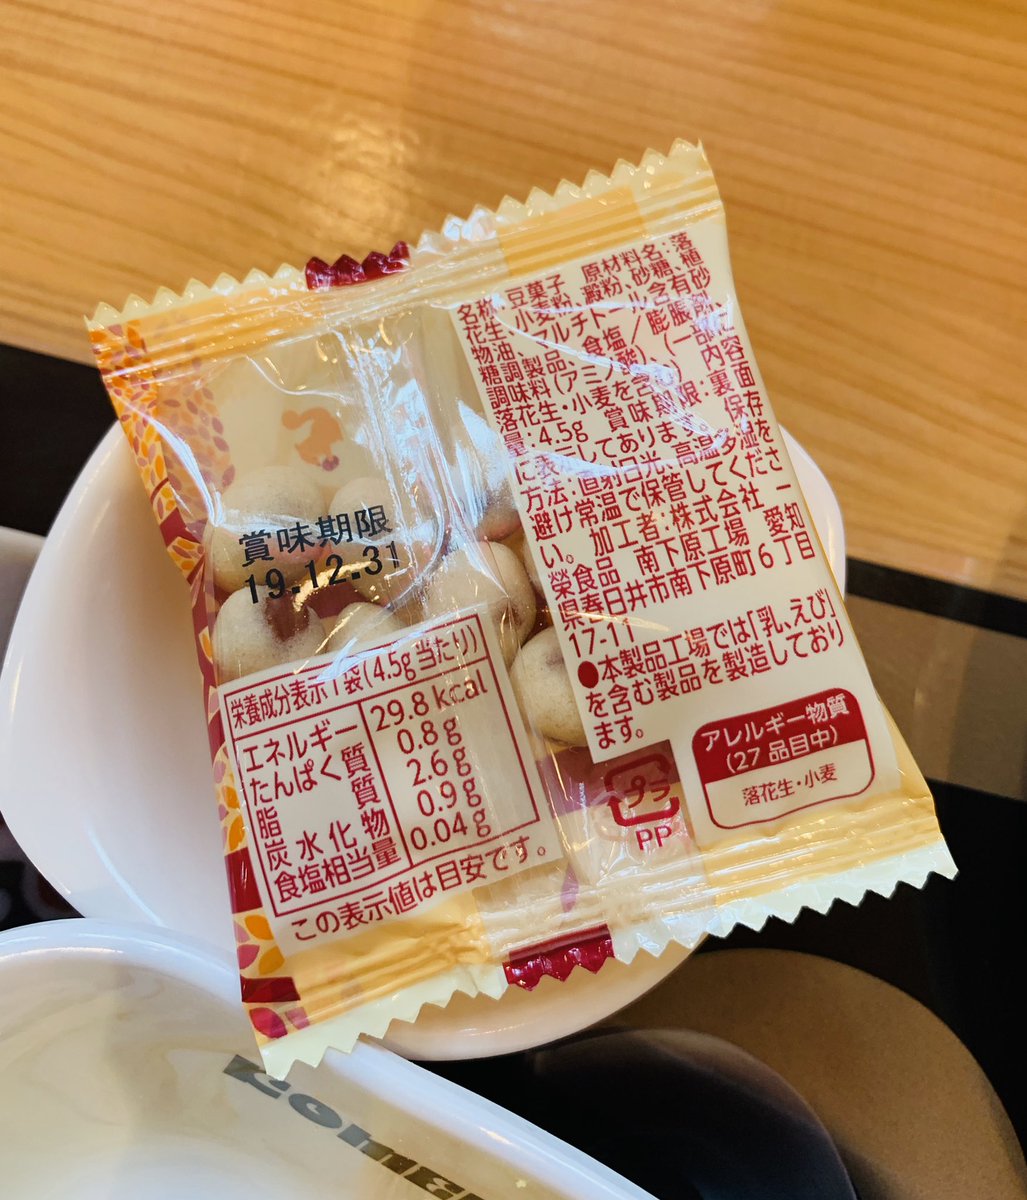 賞味期限
19.12.31
栄養成分表示1袋(4.5g当たり)
エネルギー 29.8kcal
たんぱく質 0.8g
脂質 2.6g
炭水化物 0.9g
食塩相当量 0.04g
この表示値は目安です。
名称:豆菓子 原材料名:落
花生、小麦粉、澱粉、砂糖、植
物油、マルチトール、含有砂
糖調製品、食塩/膨脹剤、
調味料(アミノ酸)、(一部に
落花生・小麦を含む) 内容
量:4.5g 賞味期限:裏面
に表示してあります。保存
方法:直射日光、高温多湿を
避け常温で保管してくださ
い。 加工者:株式会社 一
榮食品 南下原工場 愛知
県春日井市南下原町6丁目
17-11
●本製品工場では「乳、えび」
を含む製品を製造しており
ます。
プラ
PP
アレルギー物質
(27品目中)
落花生・小麦